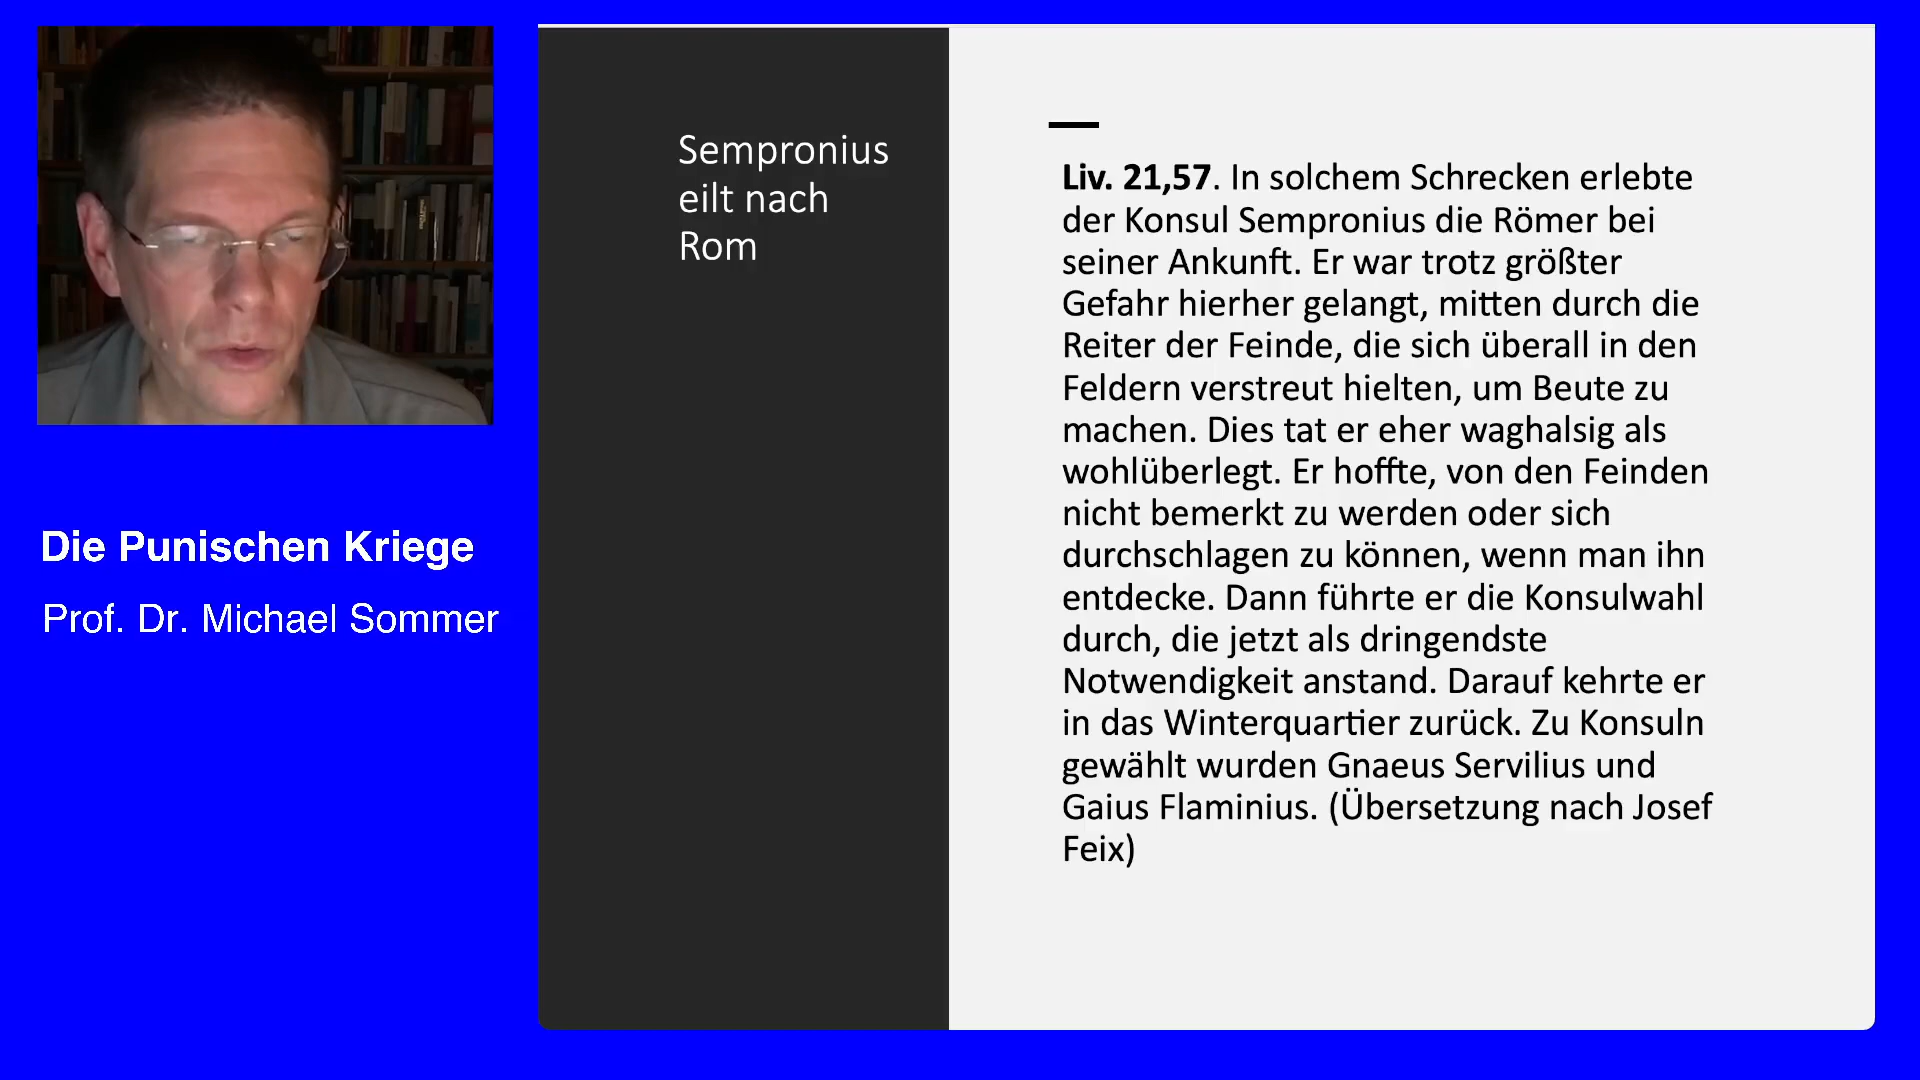 Die Punischen Kriege
Prof. Dr. Michael Sommer
Sempronius
eilt nach
Rom
Liv. 21,57. In solchem Schrecken erlebte
der Konsul Sempronius die Römer bei
seiner Ankunft. Er war trotz größter
Gefahr hierher gelangt, mitten durch die
Reiter der Feinde, die sich überall in den
Feldern verstreut hielten, um Beute zu
machen. Dies tat er eher waghalsig als
wohlüberlegt. Er hoffte, von den Feinden
nicht bemerkt zu werden oder sich
durchschlagen zu können, wenn man ihn
entdecke. Dann führte er die Konsulwahl
durch, die jetzt als dringendste
Notwendigkeit anstand. Darauf kehrte er
in das Winterquartier zurück. Zu Konsuln
gewählt wurden Gnaeus Servilius und
Gaius Flaminius. (Übersetzung nach Josef
Feix)